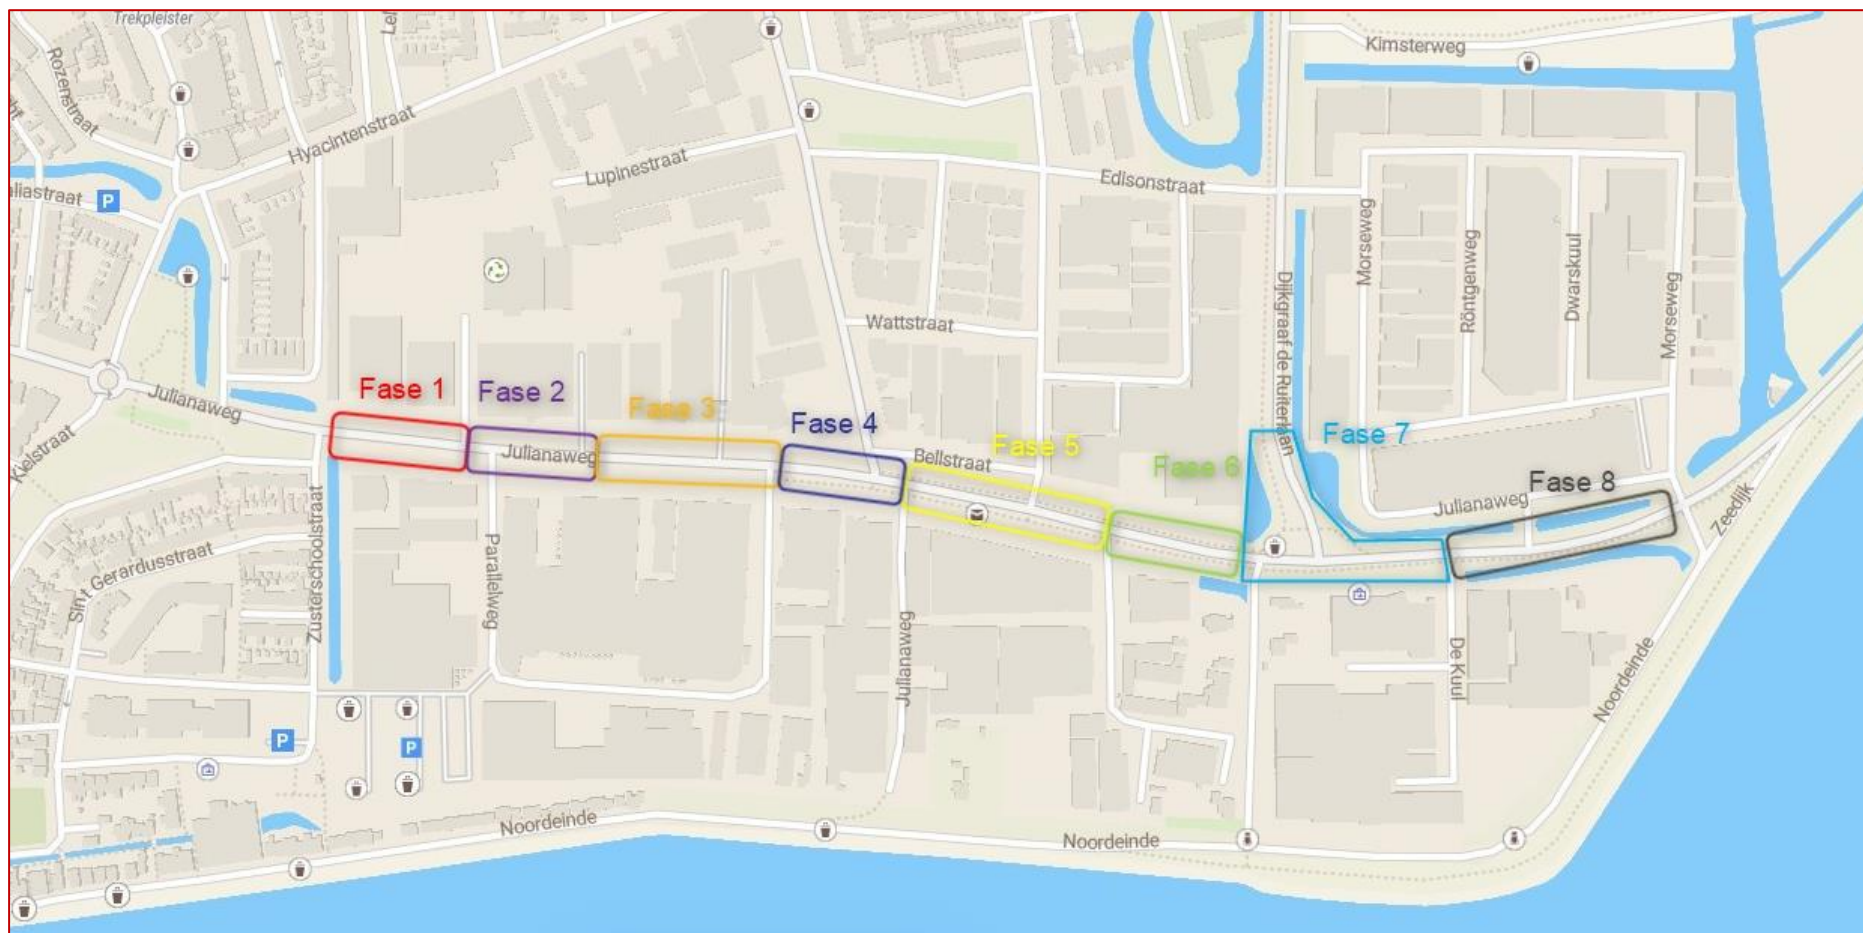 Trekpleister
Rozenstraat
Hyacintenstraat
Lupinestraat
Kimsterweg
Edisonstraat
aliastraat
P
Morseweg
Röntgenweg
Dwarskuul
Morseweg
Dijkgraaf de Ruiterlaan
Wattstraat
Julianaweg
Fase 1
Fase 2
Fase 3
Fase 4
Fase 5
Fase 6
Fase 7
Fase 8
Kielstraat
Julianaweg
Bellstraat
Julianaweg
Zeedijk
Sint Gerardusstraat
Zusterschoolstraat
Parallelweg
Julianaweg
De Kuul
Noordeinde
P
P
Noordeinde
Noordeinde